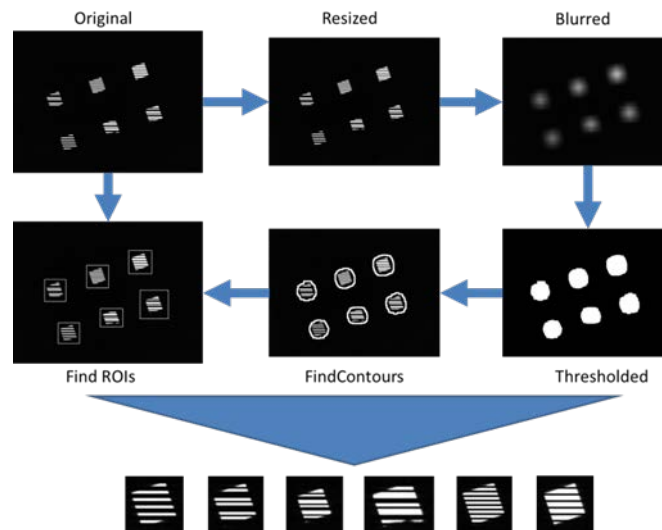 Original
Resized
Blurred
Find ROIs
FindContours
Thresholded